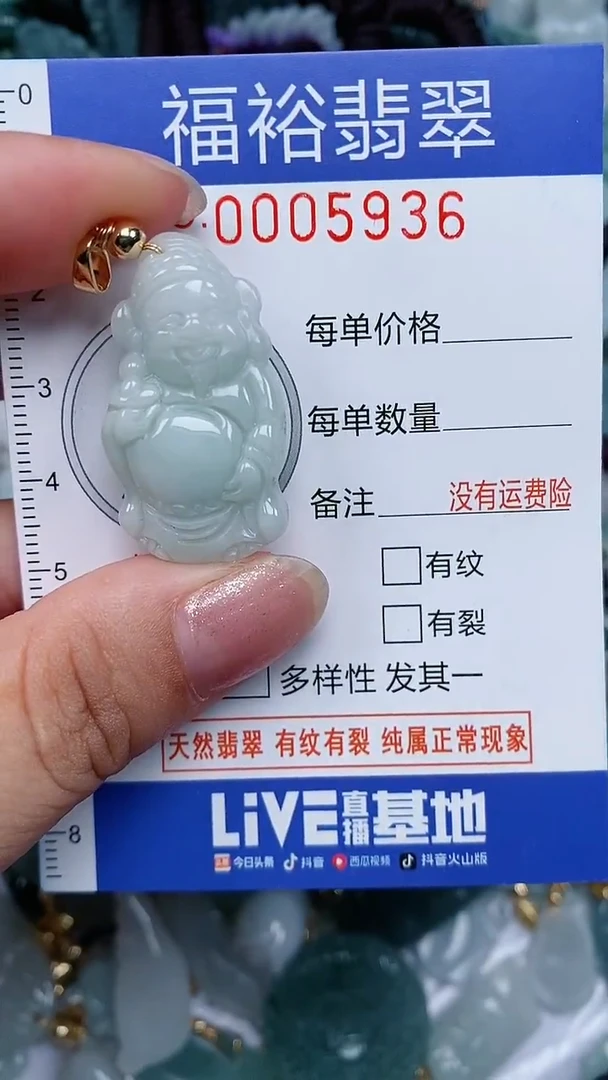 福裕翡翠
0005936
每单价格
每单数量
备注 没有运费险
有纹
有裂
多样性 发其一
天然翡翠 有纹有裂 纯属正常现象
LiVE直播基地
今日头条 抖音 西瓜视频 抖音火山版
0
2
3
4
5
8